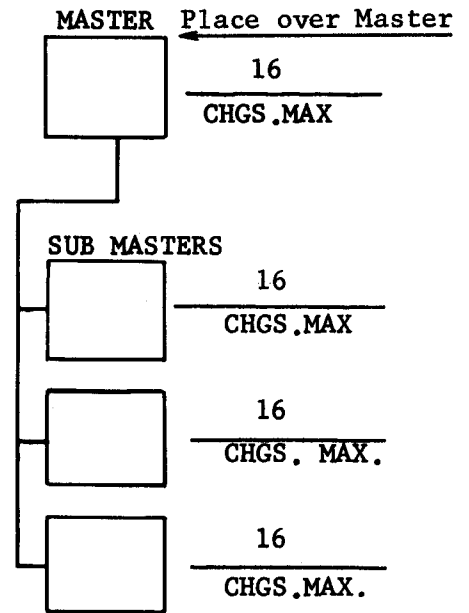 MASTER Place over Master
16
CHGS.MAX
SUB MASTERS
16
CHGS.MAX
16
CHGS. MAX.
16
CHGS.MAX.